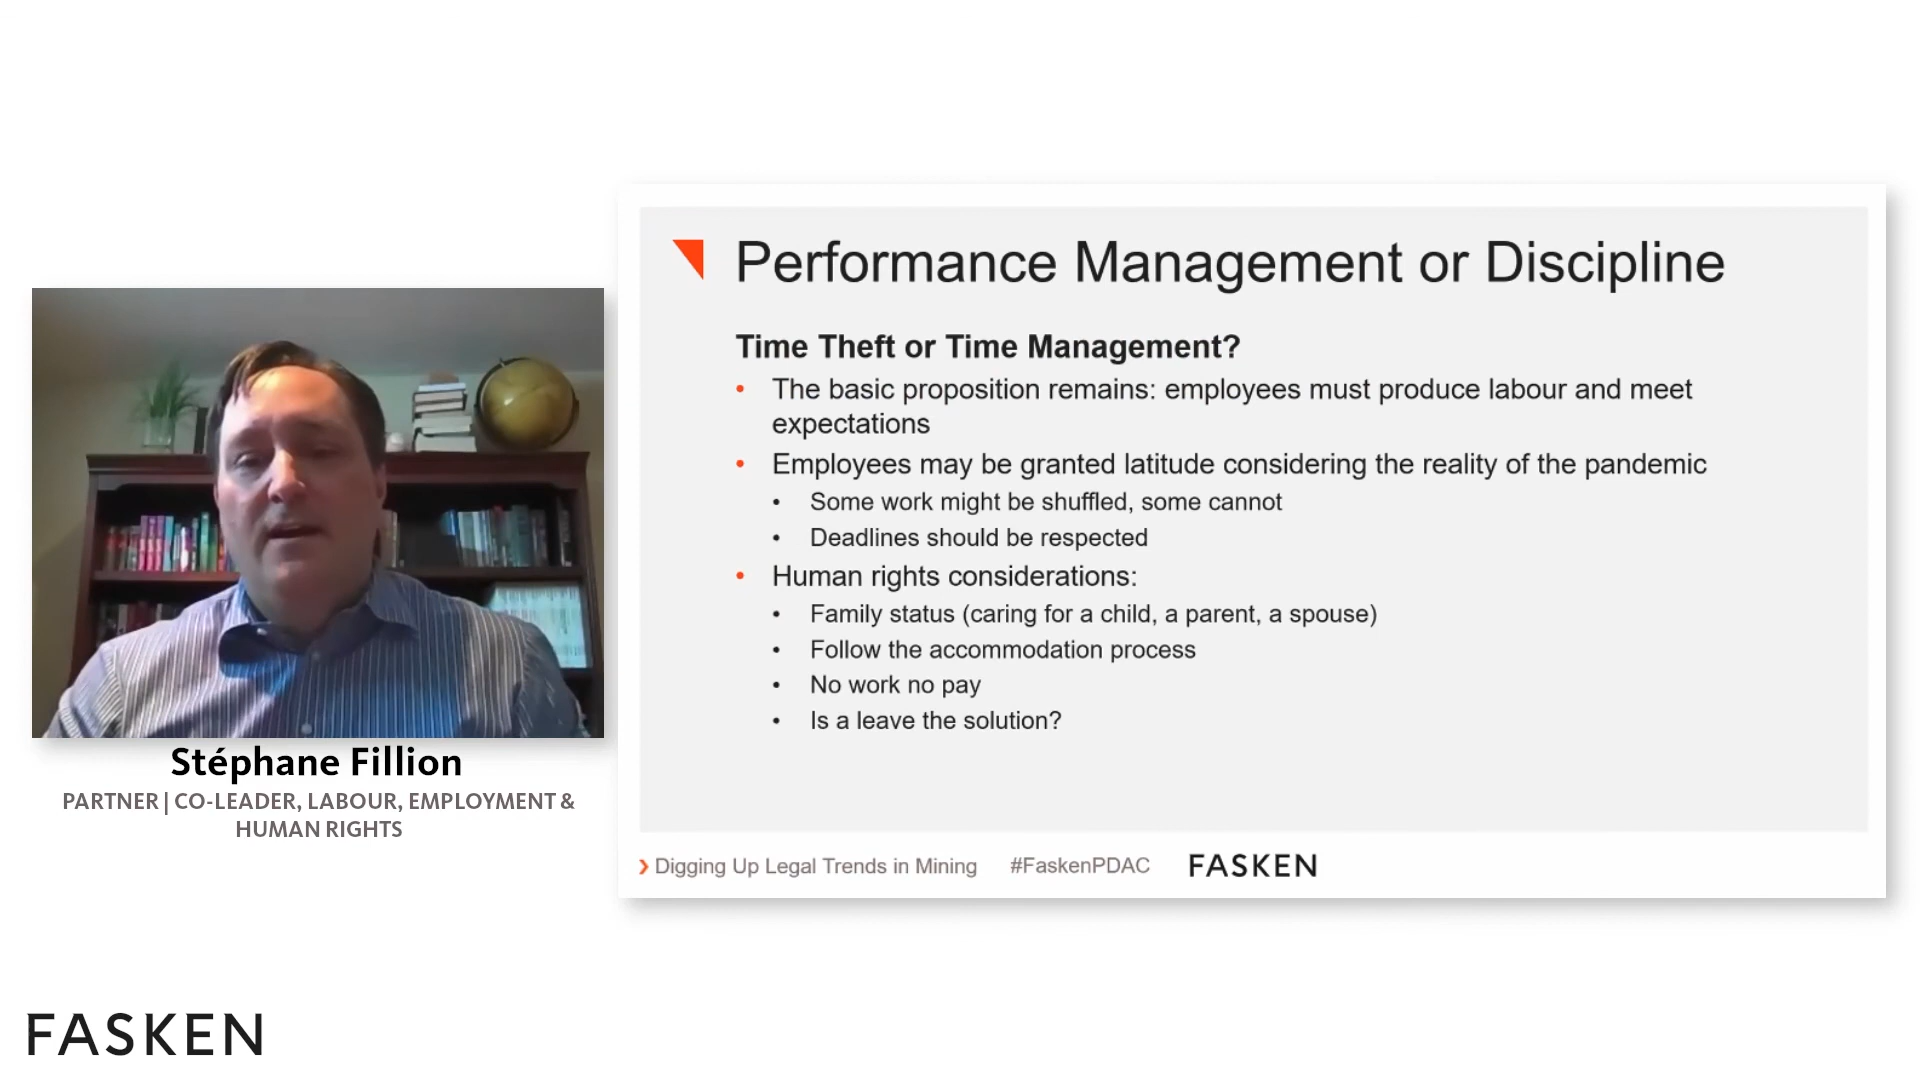 Performance Management or Discipline
Time Theft or Time Management?
• The basic proposition remains: employees must produce labour and meet
expectations
• Employees may be granted latitude considering the reality of the pandemic
• Some work might be shuffled, some cannot
• Deadlines should be respected
• Human rights considerations:
• Family status (caring for a child, a parent, a spouse)
• Follow the accommodation process
• No work no pay
• Is a leave the solution?
Stéphane Fillion
PARTNER | CO-LEADER, LABOUR, EMPLOYMENT &
HUMAN RIGHTS
Digging Up Legal Trends in Mining #FaskenPDAC FASKEN
FASKEN